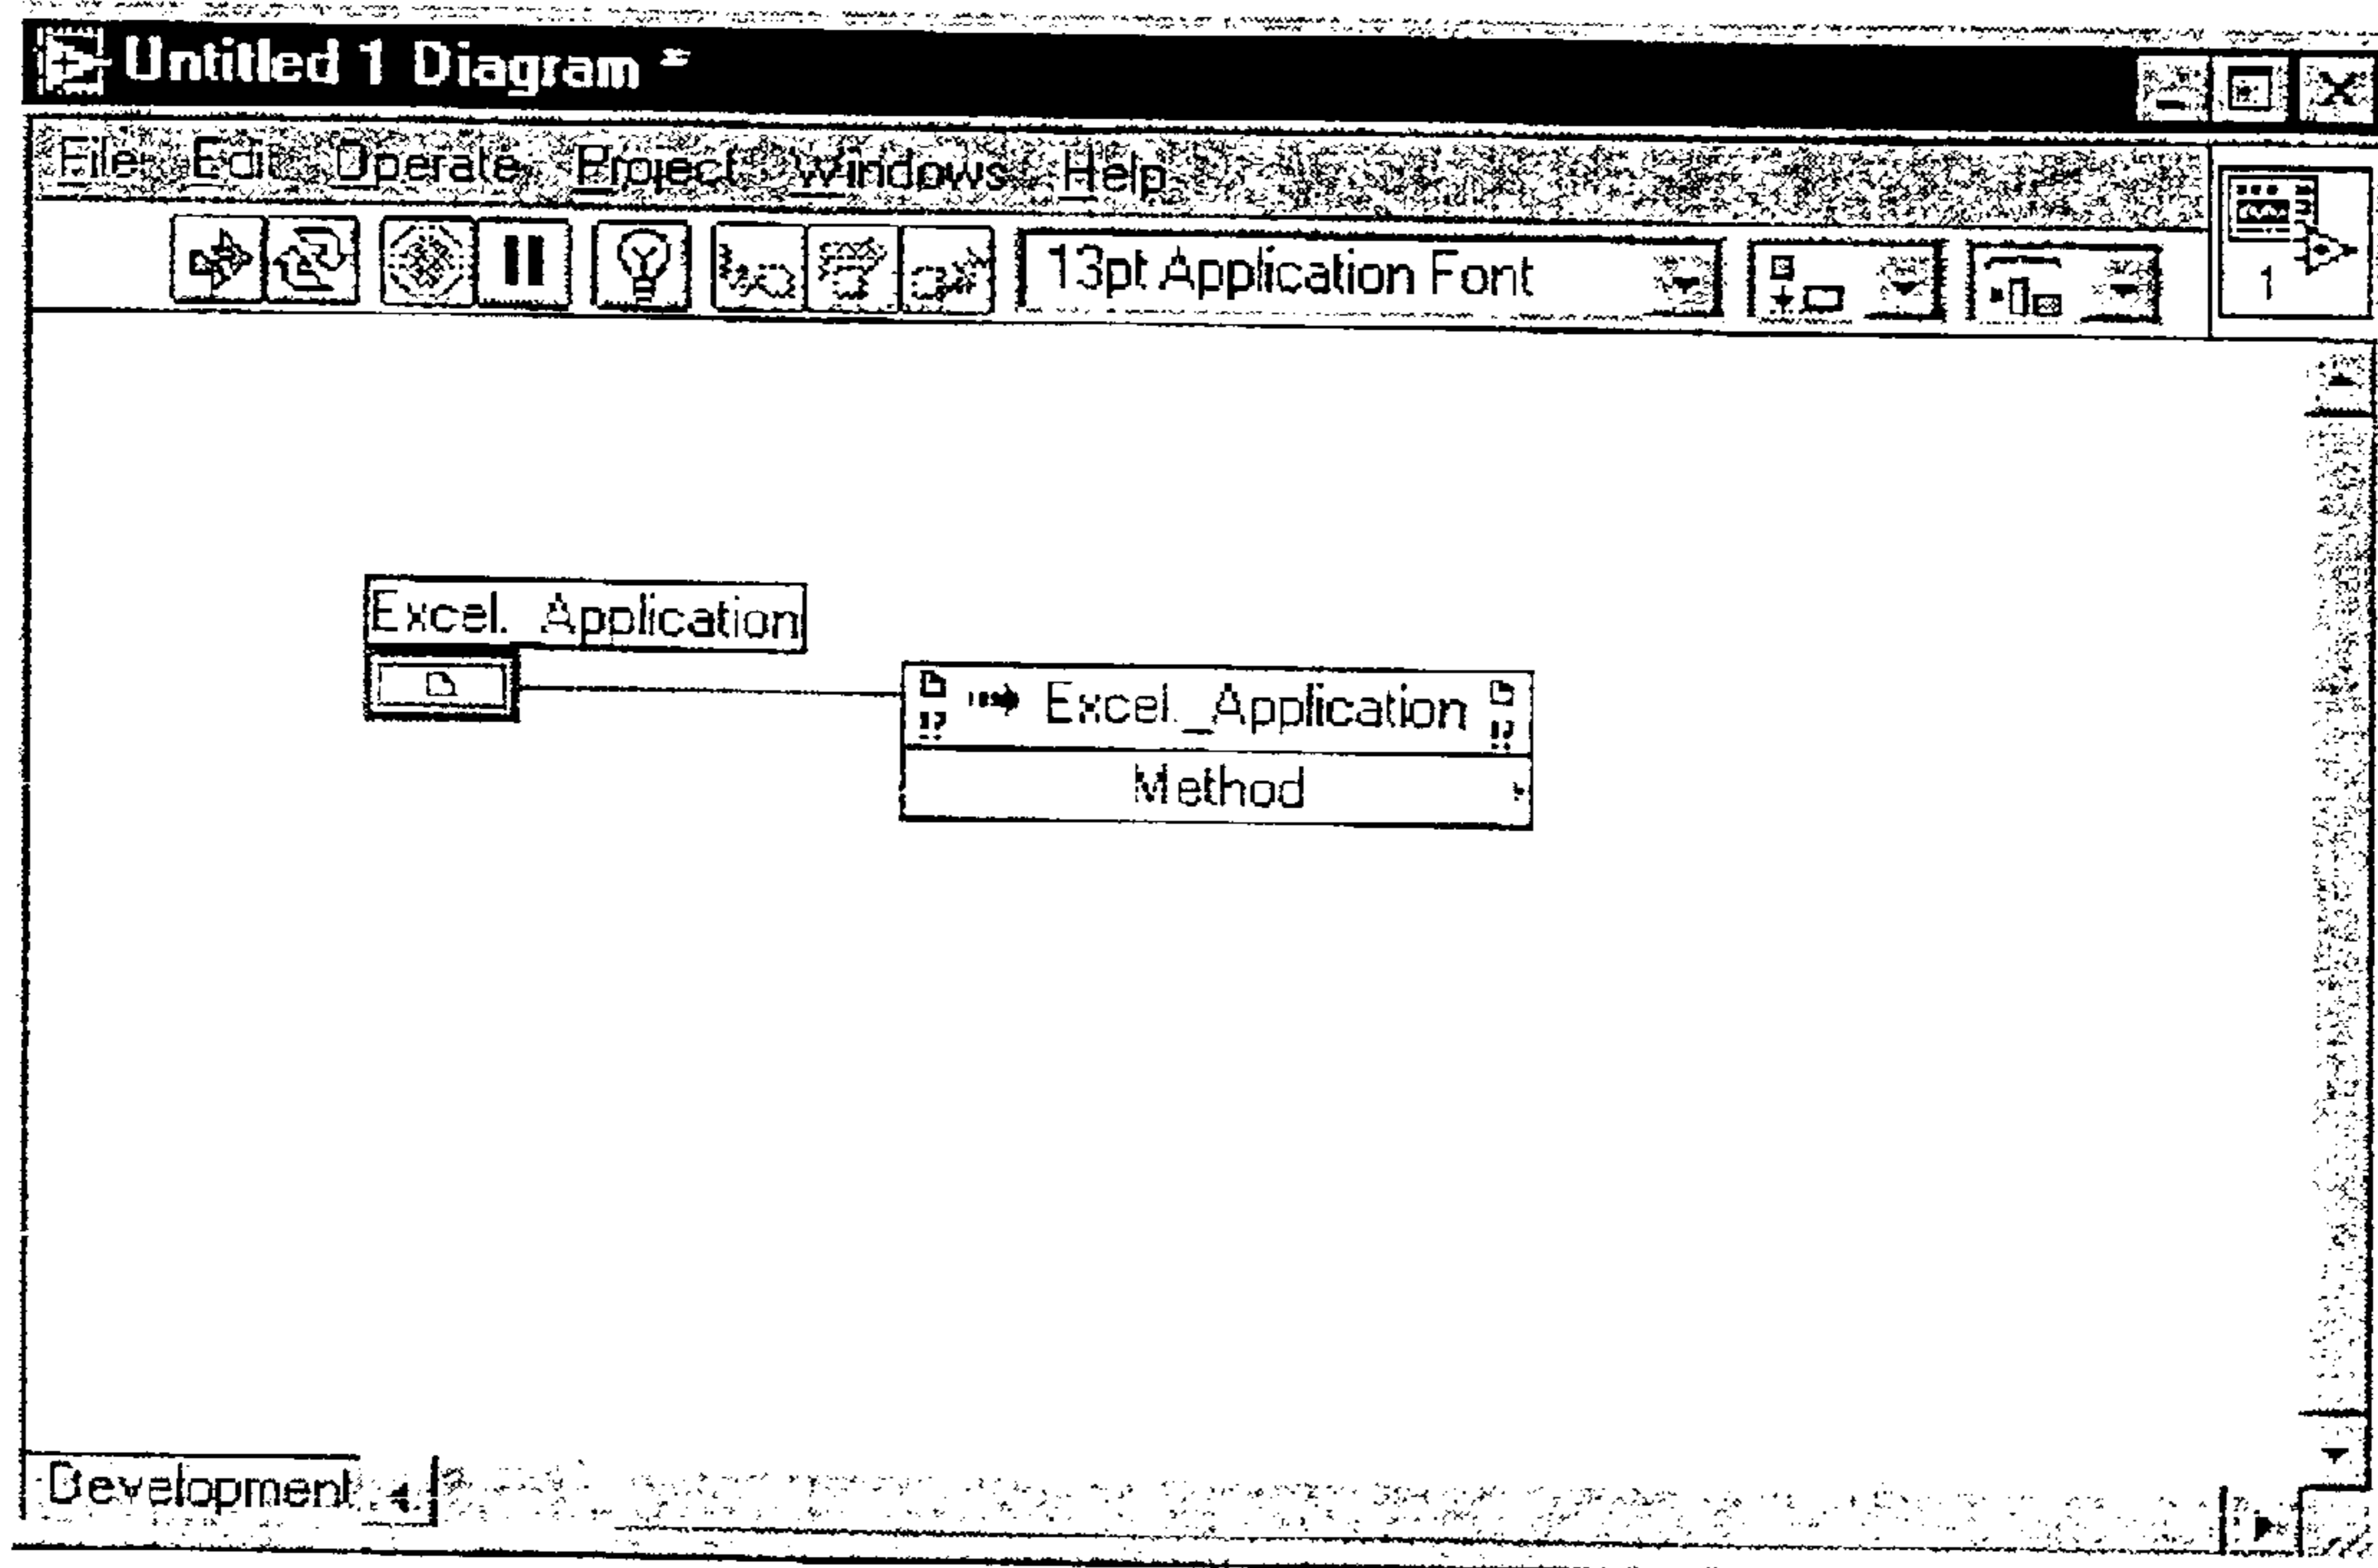 Untitled 1 Diagram *
File Edit Operate Project Windows Help
13pt Application Font
1
Excel._Application
Excel._Application
Method
Development